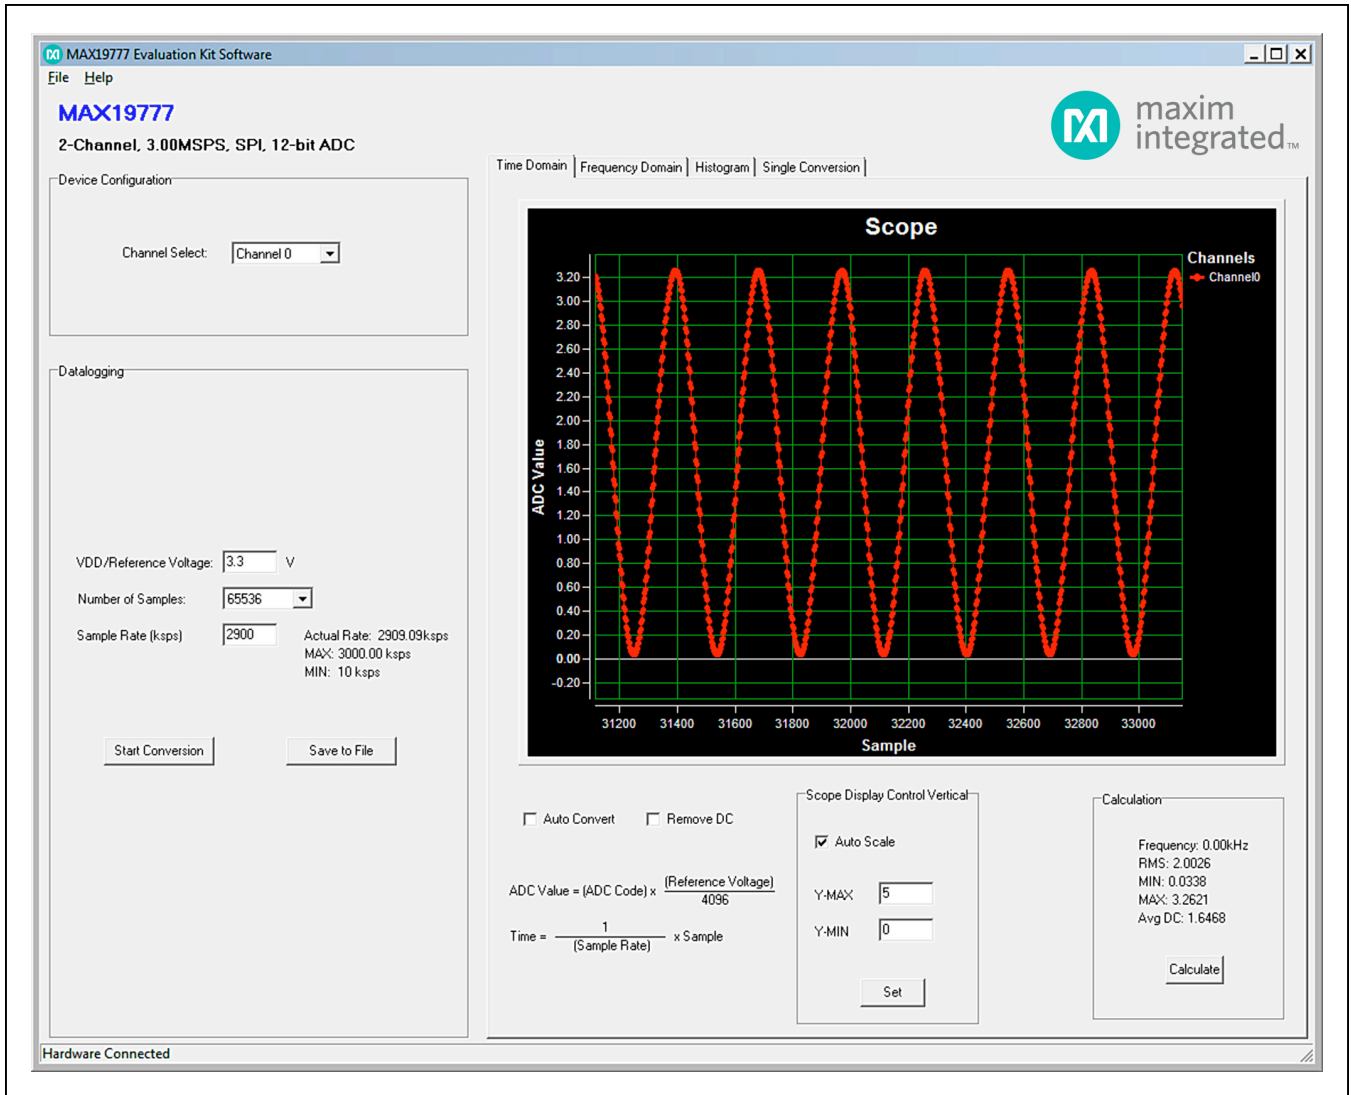 MAX19777 Evaluation Kit Software
File Help
MAX19777
2-Channel, 3.00MSPS, SPI, 12-bit ADC
maxim
integrated™
Device Configuration
Channel Select: Channel 0
Datalogging
VDD/Reference Voltage: 3.3 V
Number of Samples: 65536
Sample Rate (ksps) 2900 Actual Rate: 2909.09ksps
MAX: 3000.00 ksps
MIN: 10 ksps
Start Conversion Save to File
Time Domain Frequency Domain Histogram Single Conversion
Scope
Channels
Channel0
ADC Value
3.20
3.00
2.80
2.60
2.40
2.20
2.00
1.80
1.60
1.40
1.20
1.00
0.80
0.60
0.40
0.20
0.00
-0.20
31200 31400 31600 31800 32000 32200 32400 32600 32800 33000
Sample
Auto Convert Remove DC
ADC Value = (ADC Code) x (Reference Voltage)
4096
Time = 1
(Sample Rate) x Sample
Scope Display Control Vertical
Auto Scale
Y-MAX 5
Y-MIN 0
Set
Calculation
Frequency: 0.00kHz
RMS: 2.0026
MIN: 0.0338
MAX: 3.2621
Avg DC: 1.6468
Calculate
Hardware Connected